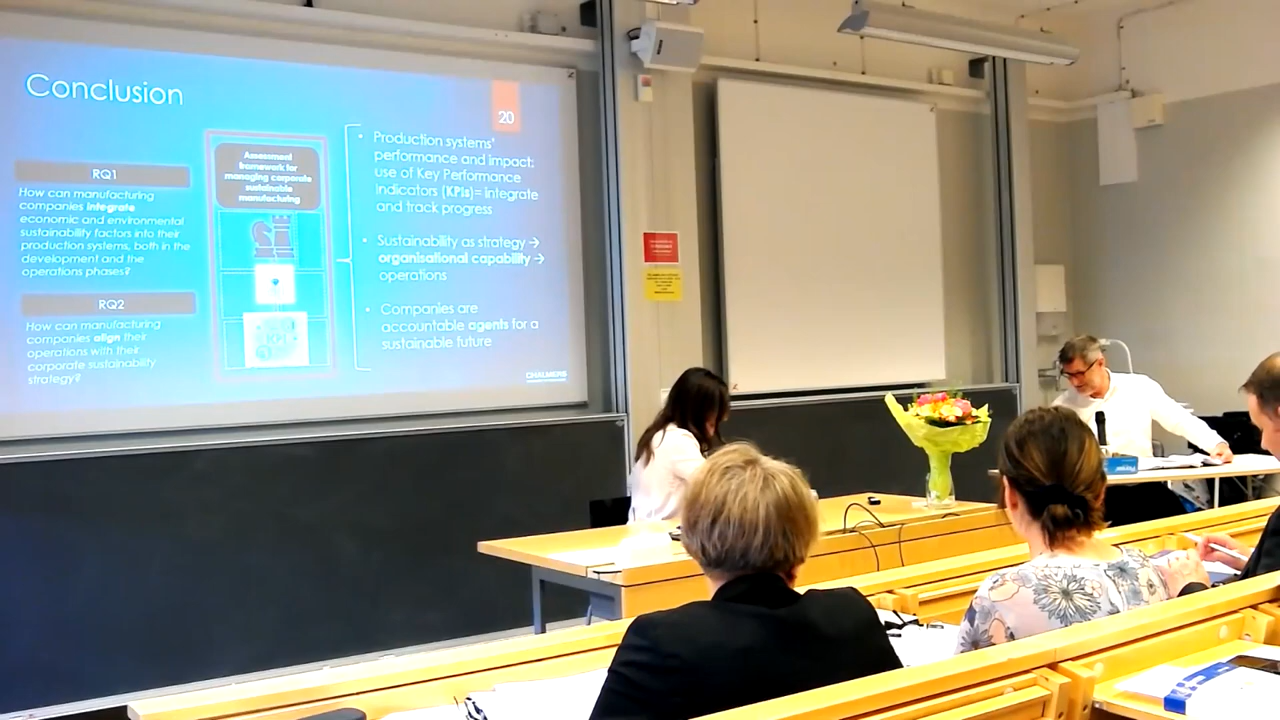 Conclusion
20
RQ1
How can manufacturing
companies integrate
economic and environmental
sustainability factors into their
production systems, both in the
development and the
operations phases?
RQ2
How can manufacturing
companies align their
operations with their
corporate sustainability
strategy?
Assessment
framework for
managing corporate
sustainable
manufacturing
• Production systems'
performance and impact:
use of Key Performance
Indicators (KPIs)= integrate
and track progress
• Sustainability as strategy →
organisational capability →
operations
• Companies are
accountable agents for a
sustainable future
CHALMERS